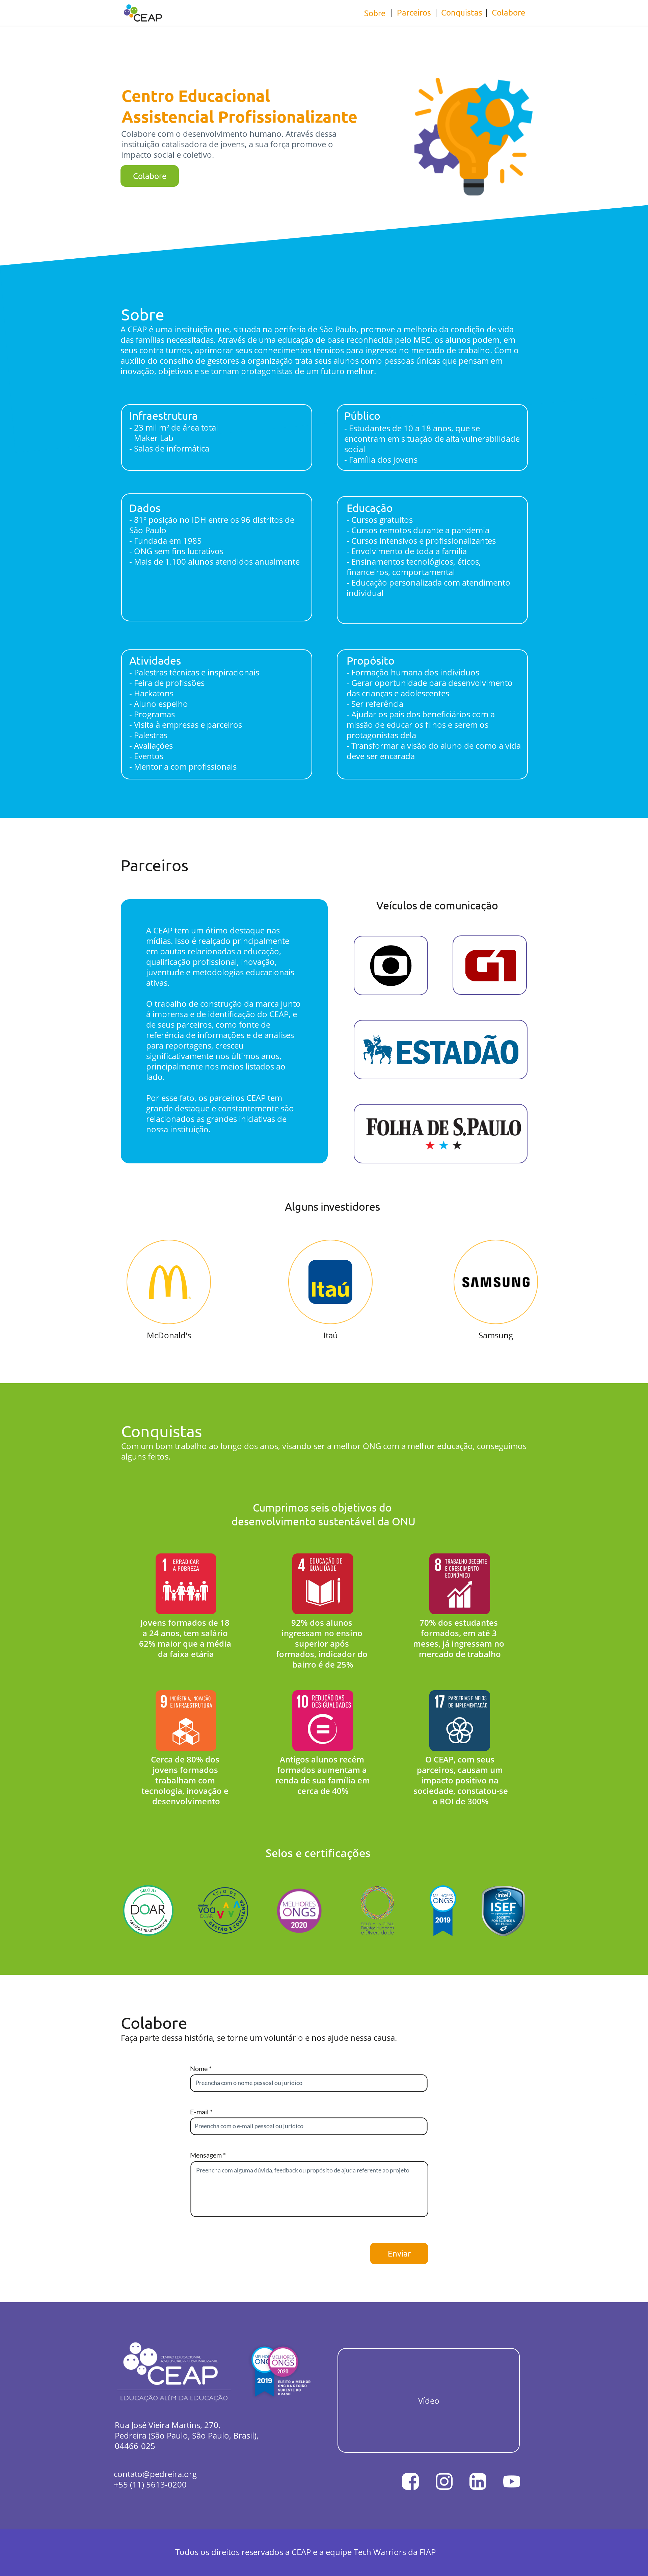 CEAP
Sobre | Parceiros | Conquistas | Colabore
Centro Educacional
Assistencial Profissionalizante
Colabore com o desenvolvimento humano. Através dessa
instituição catalisadora de jovens, a sua força promove o
impacto social e coletivo.
Colabore
Sobre
A CEAP é uma instituição que, situada na periferia de São Paulo, promove a melhoria da condição de vida
das famílias necessitadas. Através de uma educação de base reconhecida pelo MEC, os alunos podem, em
seus contra turnos, aprimorar seus conhecimentos técnicos para ingresso no mercado de trabalho. Com o
auxílio do conselho de gestores a organização trata seus alunos como pessoas únicas que pensam em
inovação, objetivos e se tornam protagonistas de um futuro melhor.
Infraestrutura
- 23 mil m² de área total
- Maker Lab
- Salas de informática
Público
- Estudantes de 10 a 18 anos, que se
encontram em situação de alta vulnerabilidade
social
- Família dos jovens
Dados
- 81° posição no IDH entre os 96 distritos de
São Paulo
- Fundada em 1985
- ONG sem fins lucrativos
- Mais de 1.100 alunos atendidos anualmente
Educação
- Cursos gratuitos
- Cursos remotos durante a pandemia
- Cursos intensivos e profissionalizantes
- Envolvimento de toda a família
- Ensinamentos tecnológicos, éticos,
financeiros, comportamental
- Educação personalizada com atendimento
individual
Atividades
- Palestras técnicas e inspiracionais
- Feira de profissões
- Hackatons
- Aluno espelho
- Programas
- Visita à empresas e parceiros
- Palestras
- Avaliações
- Eventos
- Mentoria com profissionais
Propósito
- Formação humana dos indivíduos
- Gerar oportunidade para desenvolvimento
das crianças e adolescentes
- Ser referência
- Ajudar os pais dos beneficiários com a
missão de educar os filhos e serem os
protagonistas dela
- Transformar a visão do aluno de como a vida
deve ser encarada
Parceiros
A CEAP tem um ótimo destaque nas
mídias. Isso é realçado principalmente
em pautas relacionadas a educação,
qualificação profissional, inovação,
juventude e metodologias educacionais
ativas.
O trabalho de construção da marca junto
à imprensa e de identificação do CEAP, e
de seus parceiros, como fonte de
referência de informações e de análises
para reportagens, cresceu
significativamente nos últimos anos,
principalmente nos meios listados ao
lado.
Por esse fato, os parceiros CEAP tem
grande destaque e constantemente são
relacionados as grandes iniciativas de
nossa instituição.
Veículos de comunicação
G1
ESTADÃO
FOLHA DE S.PAULO
Alguns investidores
Itaú
SAMSUNG
McDonald's
Itaú
Samsung
Conquistas
Com um bom trabalho ao longo dos anos, visando ser a melhor ONG com a melhor educação, conseguimos
alguns feitos.
Cumprimos seis objetivos do
desenvolvimento sustentável da ONU
1 ERRADICAR
A POBREZA
Jovens formados de 18
a 24 anos, tem salário
62% maior que a média
da faixa etária
4 EDUCAÇÃO DE
QUALIDADE
92% dos alunos
ingressam no ensino
superior após
formados, indicador do
bairro é de 25%
8 TRABALHO DECENTE
E CRESCIMENTO
ECONÔMICO
70% dos estudantes
formados, em até 3
meses, já ingressam no
mercado de trabalho
9 INDÚSTRIA, INOVAÇÃO
E INFRAESTRUTURA
Cerca de 80% dos
jovens formados
trabalham com
tecnologia, inovação e
desenvolvimento
10 REDUÇÃO DAS
DESIGUALDADES
Antigos alunos recém
formados aumentam a
renda de sua família em
cerca de 40%
17 PARCERIAS E MEIOS
DE IMPLEMENTAÇÃO
O CEAP, com seus
parceiros, causam um
impacto positivo na
sociedade, constatou-se
o ROI de 300%
Selos e certificações
SELO A+
DOAR
GESTÃO E TRANSPARÊNCIA
MELHORES
ONGS
2020
Direitos Humanos
e Diversidade
MELHORES
ONGS
2019
intel
ISEF
Colabore
Faça parte dessa história, se torne um voluntário e nos ajude nessa causa.
Nome *
Preencha com o nome pessoal ou jurídico
E-mail *
Preencha com o e-mail pessoal ou jurídico
Mensagem *
Preencha com alguma dúvida, feedback ou propósito de ajuda referente ao projeto
Enviar
CENTRO EDUCACIONAL
ASSISTENCIAL PROFISSIONALIZANTE
CEAP
EDUCAÇÃO ALÉM DA EDUCAÇÃO
MELHORES
ONGS
2020
2019
ELEITO A MELHOR
ONG DA REGIÃO
SUDESTE DO
BRASIL
Vídeo
Rua José Vieira Martins, 270,
Pedreira (São Paulo, São Paulo, Brasil),
04466-025
contato@pedreira.org
+55 (11) 5613-0200
Todos os direitos reservados a CEAP e a equipe Tech Warriors da FIAP